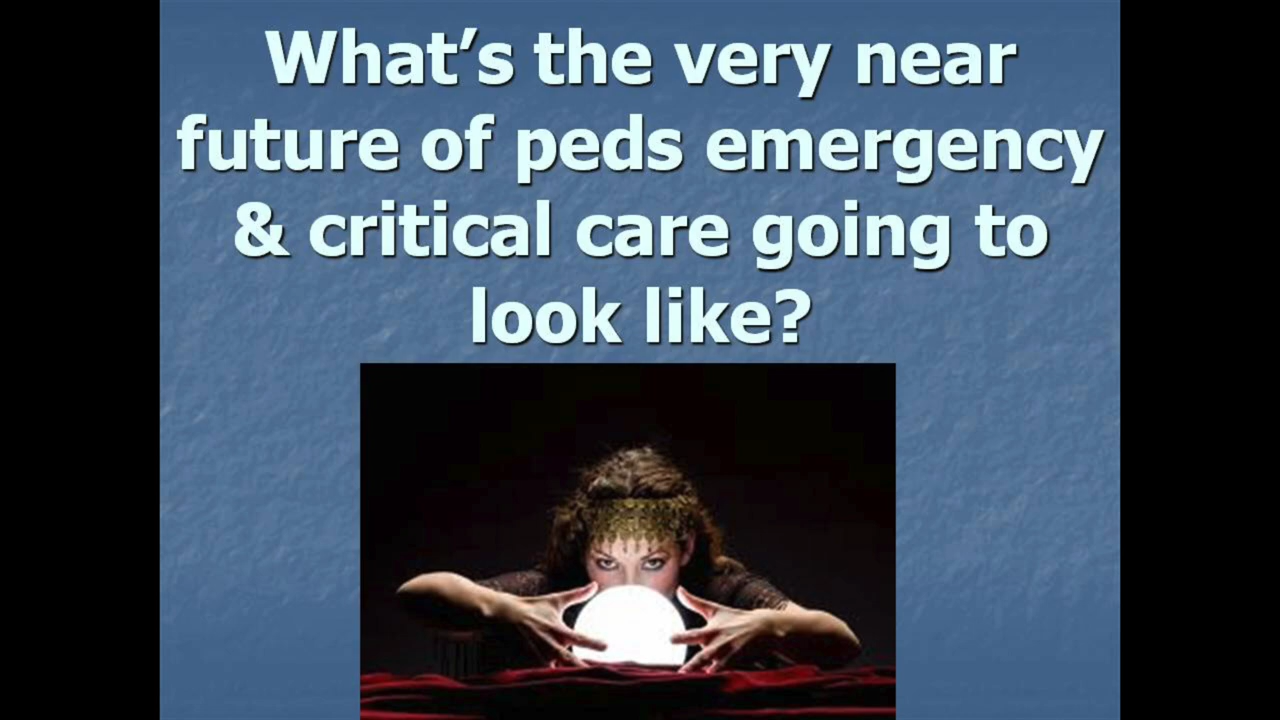 What’s the very near
future of peds emergency
& critical care going to
look like?